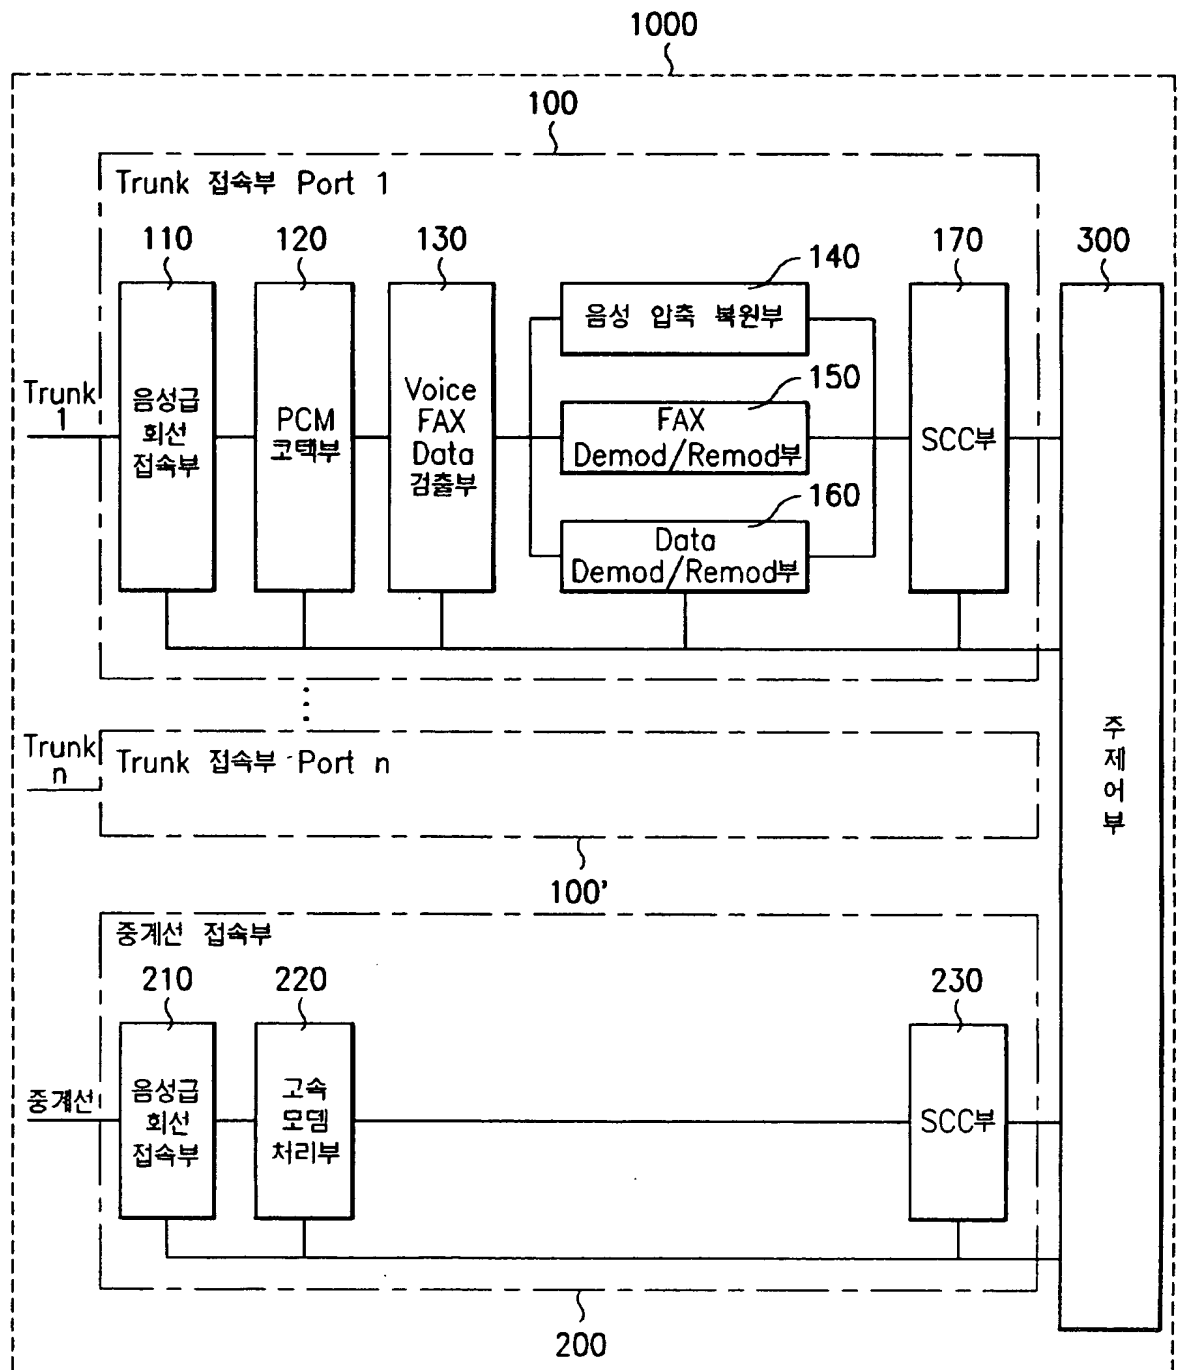 1000
100
Trunk 접속부 Port 1
110
120
130
140
170
300
음성 압축 복원부
Trunk
1
음성급
회선
접속부
PCM
코덱부
Voice
FAX
Data
검출부
150
FAX
Demod/Remod부
SCC부
160
Data
Demod/Remod부
주
제
어
부
Trunk
n
Trunk 접속부 Port n
100'
중계선 접속부
210
220
230
중계선
음성급
회선
접속부
고속
모뎀
처리부
SCC부
200